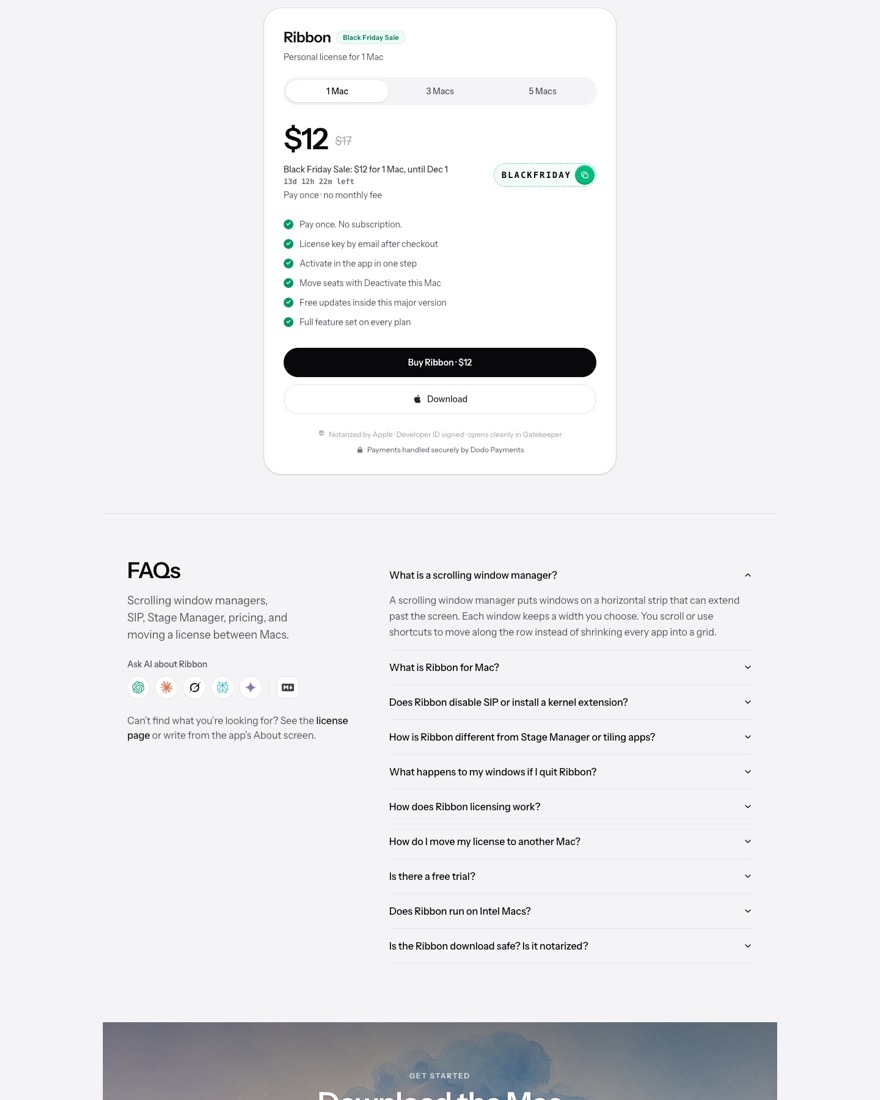 Ribbon
Black Friday Sale
Personal license for 1 Mac
1 Mac
3 Macs
5 Macs
$12 $17
Black Friday Sale: $12 for 1 Mac, until Dec 1
13d 12h 22m left
Pay once · no monthly fee
BLACKFRIDAY
Pay once. No subscription.
License key by email after checkout
Activate in the app in one step
Move seats with Deactivate this Mac
Free updates inside this major version
Full feature set on every plan
Buy Ribbon · $12
Download
Notarized by Apple · Developer ID signed · opens cleanly in Gatekeeper
Payments handled securely by Dodo Payments
FAQs
Scrolling window managers,
SIP, Stage Manager, pricing, and
moving a license between Macs.
Ask AI about Ribbon
Can't find what you're looking for? See the license
page or write from the app's About screen.
What is a scrolling window manager?
A scrolling window manager puts windows on a horizontal strip that can extend
past the screen. Each window keeps a width you choose. You scroll or use
shortcuts to move along the row instead of shrinking every app into a grid.
What is Ribbon for Mac?
Does Ribbon disable SIP or install a kernel extension?
How is Ribbon different from Stage Manager or tiling apps?
What happens to my windows if I quit Ribbon?
How does Ribbon licensing work?
How do I move my license to another Mac?
Is there a free trial?
Does Ribbon run on Intel Macs?
Is the Ribbon download safe? Is it notarized?
GET STARTED
Download the Mac